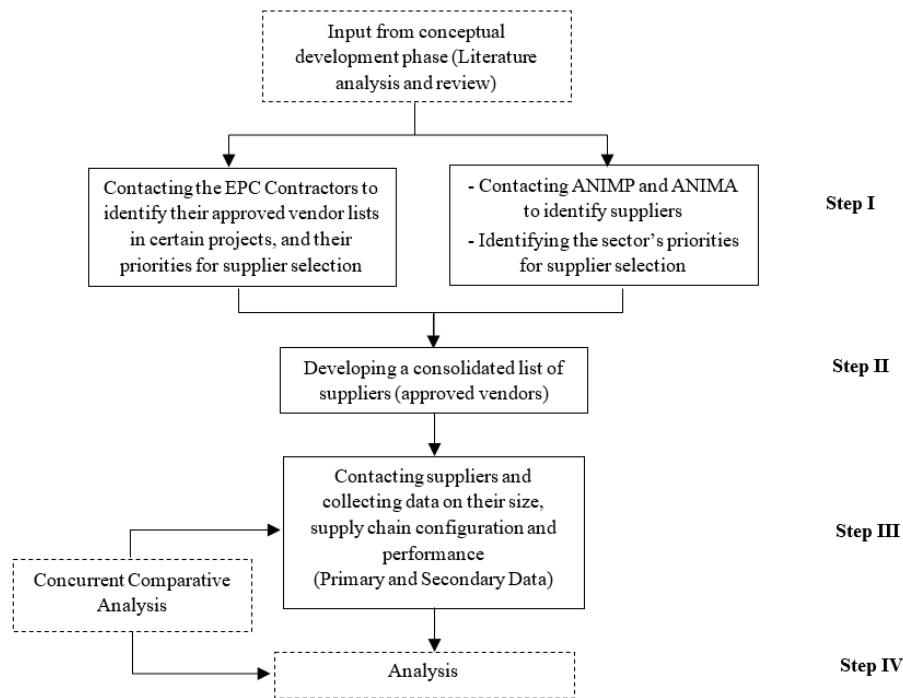 Input from conceptual
development phase (Literature
analysis and review)
Contacting the EPC Contractors to
identify their approved vendor lists
in certain projects, and their
priorities for supplier selection
- Contacting ANIMP and ANIMA
to identify suppliers
- Identifying the sector's priorities
for supplier selection
Step I
Developing a consolidated list of
suppliers (approved vendors)
Step II
Contacting suppliers and
collecting data on their size,
supply chain configuration and
performance
(Primary and Secondary Data)
Step III
Concurrent Comparative
Analysis
Analysis
Step IV